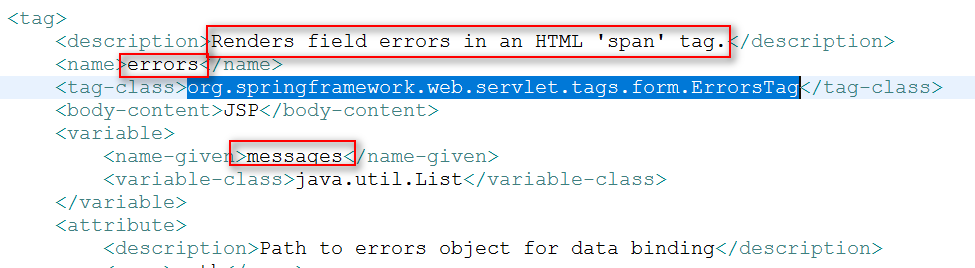 <tag>
<description>Renders field errors in an HTML 'span' tag.</description>
<name>errors</name>
<tag-class>org.springframework.web.servlet.tags.form.ErrorsTag</tag-class>
<body-content>JSP</body-content>
<variable>
<name-given>messages</name-given>
<variable-class>java.util.List</variable-class>
</variable>
<attribute>
<description>Path to errors object for data binding</description>